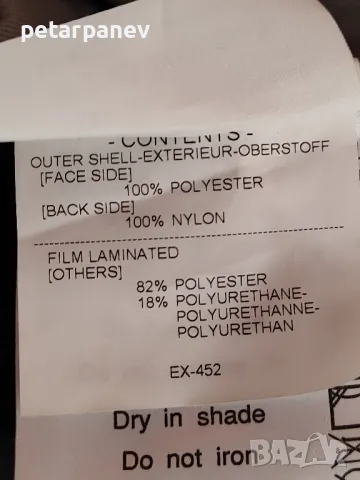 petarpanev
- CONTENTS -
OUTER SHELL-EXTERIEUR-OBERSTOFF
[FACE SIDE]
100% POLYESTER
[BACK SIDE]
100% NYLON
FILM LAMINATED
[OTHERS]
82% POLYESTER
18% POLYURETHANE-
POLYURETHANNE-
POLYURETHAN
EX-452
Dry in shade
Do not iron
BAZAR